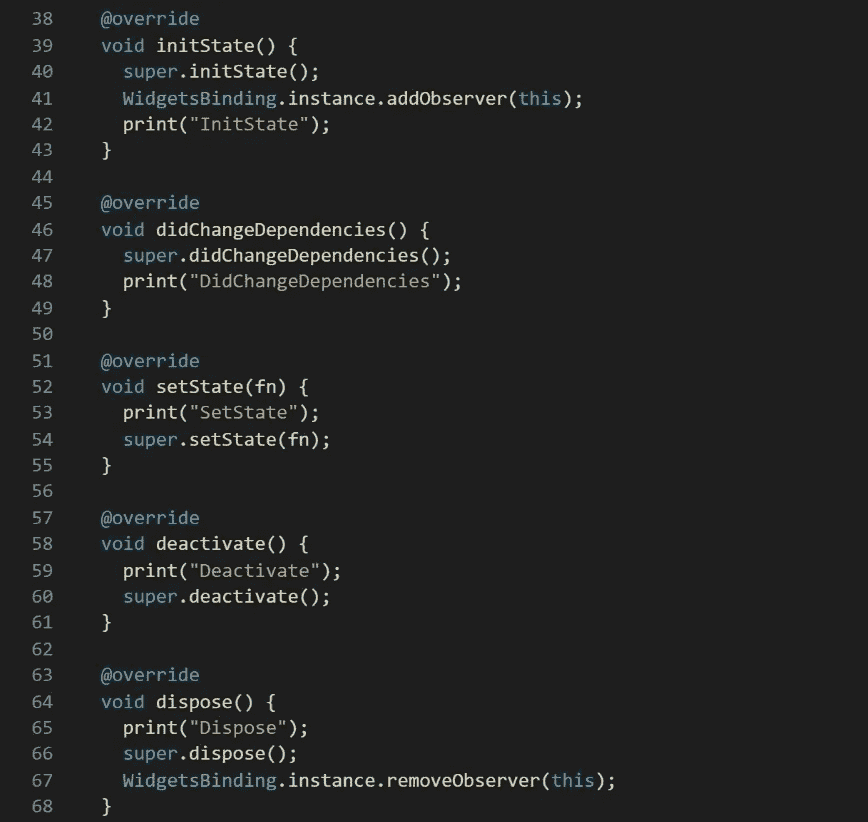 38 @override
39 void initState() {
40 super.initState();
41 WidgetsBinding.instance.addObserver(this);
42 print("InitState");
43 }
44
45 @override
46 void didChangeDependencies() {
47 super.didChangeDependencies();
48 print("DidChangeDependencies");
49 }
50
51 @override
52 void setState(fn) {
53 print("SetState");
54 super.setState(fn);
55 }
56
57 @override
58 void deactivate() {
59 print("Deactivate");
60 super.deactivate();
61 }
62
63 @override
64 void dispose() {
65 print("Dispose");
66 super.dispose();
67 WidgetsBinding.instance.removeObserver(this);
68 }